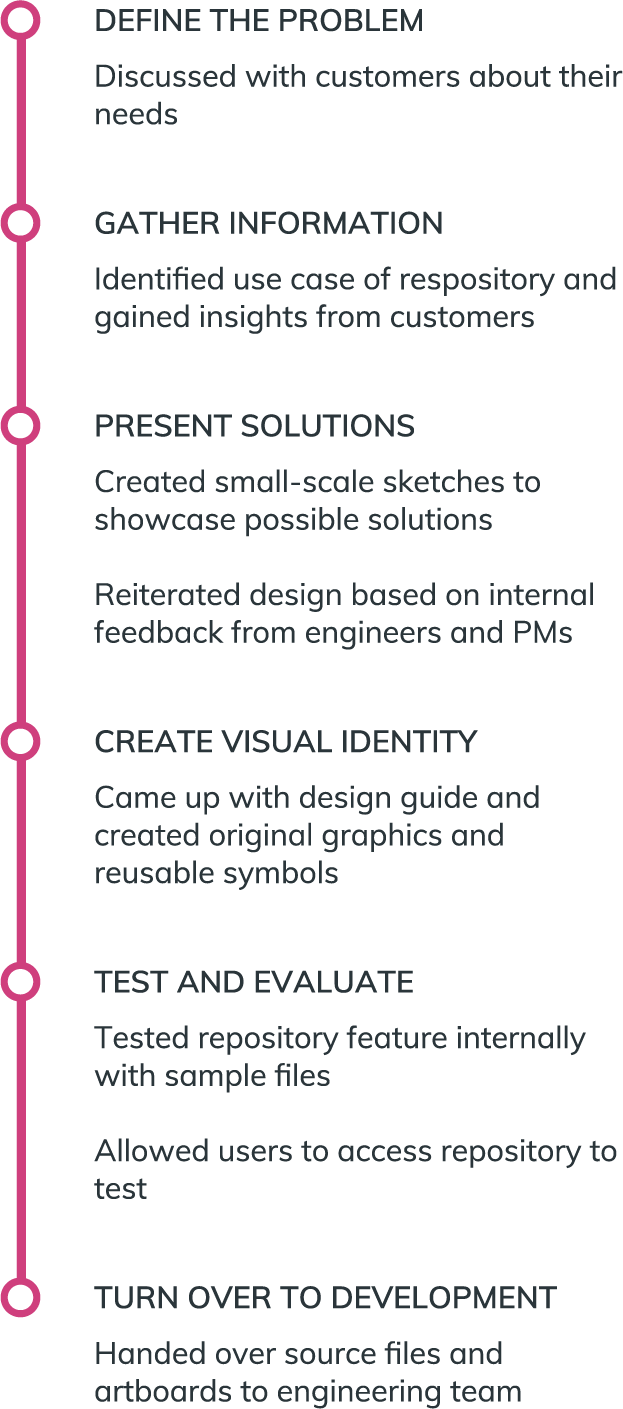 DEFINE THE PROBLEM
Discussed with customers about their
needs
GATHER INFORMATION
Identified use case of respository and
gained insights from customers
PRESENT SOLUTIONS
Created small-scale sketches to
showcase possible solutions
Reiterated design based on internal
feedback from engineers and PMs
CREATE VISUAL IDENTITY
Came up with design guide and
created original graphics and
reusable symbols
TEST AND EVALUATE
Tested repository feature internally
with sample files
Allowed users to access repository to
test
TURN OVER TO DEVELOPMENT
Handed over source files and
artboards to engineering team